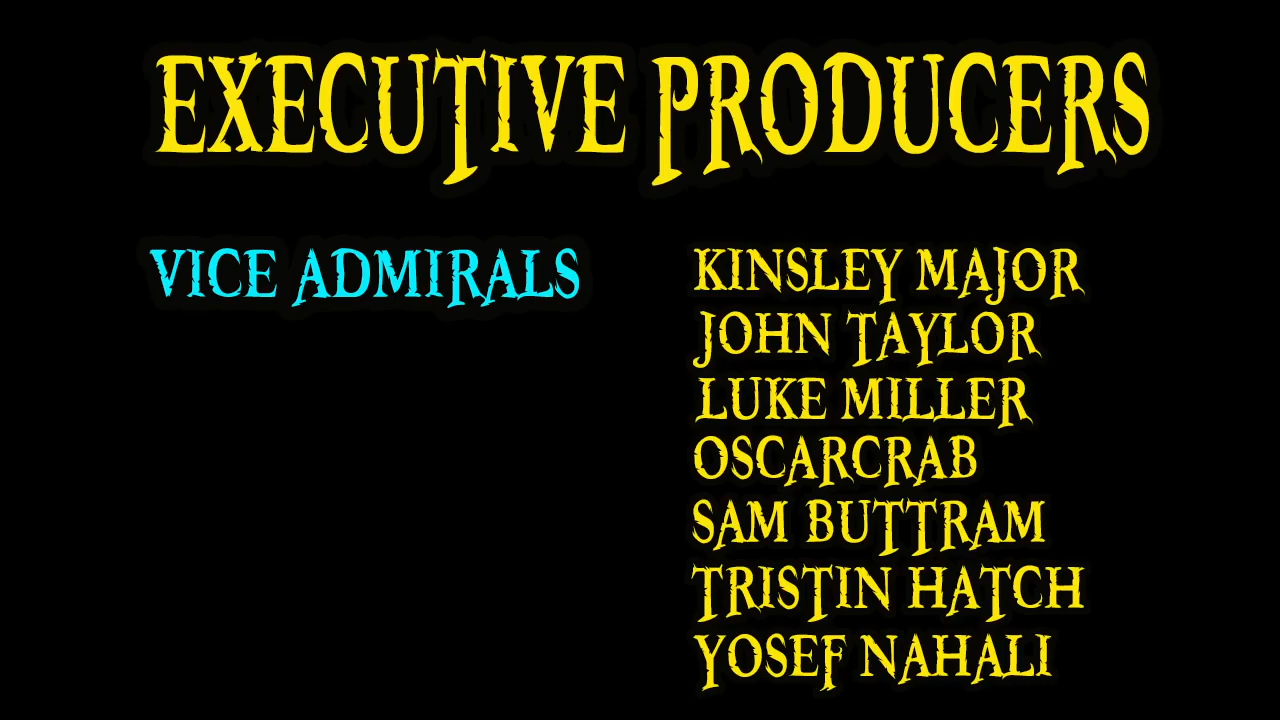 EXECUTIVE PRODUCERS
VICE ADMIRALS
KINSLEY MAJOR
JOHN TAYLOR
LUKE MILLER
OSCARCRAB
SAM BUTTRAM
TRISTIN HATCH
YOSEF NAHALI